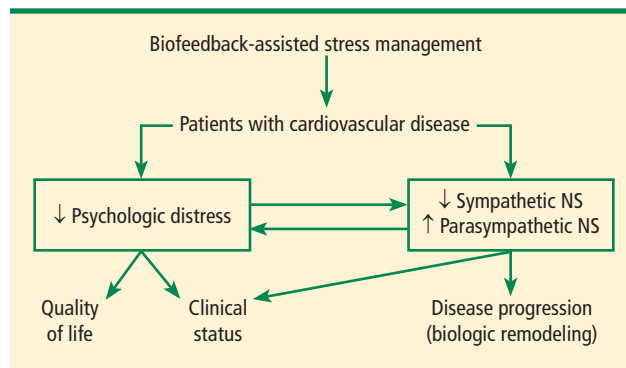 Biofeedback-assisted stress management
Patients with cardiovascular disease
↓ Psychologic distress
↓ Sympathetic NS
↑ Parasympathetic NS
Quality
of life
Clinical
status
Disease progression
(biologic remodeling)